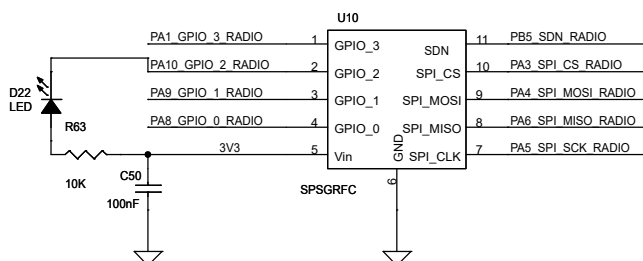 U10
PA1_GPIO_3_RADIO 1 GPIO_3 SDN 11 PB5_SDN_RADIO
PA10_GPIO_2_RADIO 2 GPIO_2 SPI_CS 10 PA3_SPI_CS_RADIO
D22
LED
PA9_GPIO_1_RADIO 3 GPIO_1 SPI_MOSI 9 PA4_SPI_MOSI_RADIO
R63
PA8_GPIO_0_RADIO 4 GPIO_0 SPI_MISO 8 PA6_SPI_MISO_RADIO
3V3 5 Vin GND SPI_CLK 7 PA5_SPI_SCK_RADIO
10K
C50
100nF
SPSGRFC
6